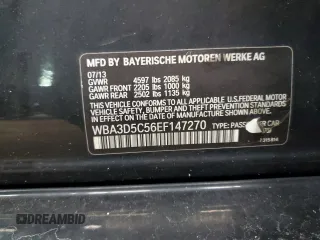 MFD BY BAYERISCHE MOTOREN WERKE AG
07/13
GVWR 4597 lbs 2085 kg
GAWR FRONT 2205 lbs 1000 kg
GAWR REAR 2502 lbs 1135 kg
THIS VEHICLE CONFORMS TO ALL APPLICABLE U.S. FEDERAL MOTOR
VEHICLE SAFETY, BUMPER AND THEFT PREVENTION STANDARDS
IN EFFECT ON THE DATE OF MANUFACTURE SHOWN ABOVE.
WBA3D5C56EF147270 TYPE: PASSENGER CAR
DREAMBID